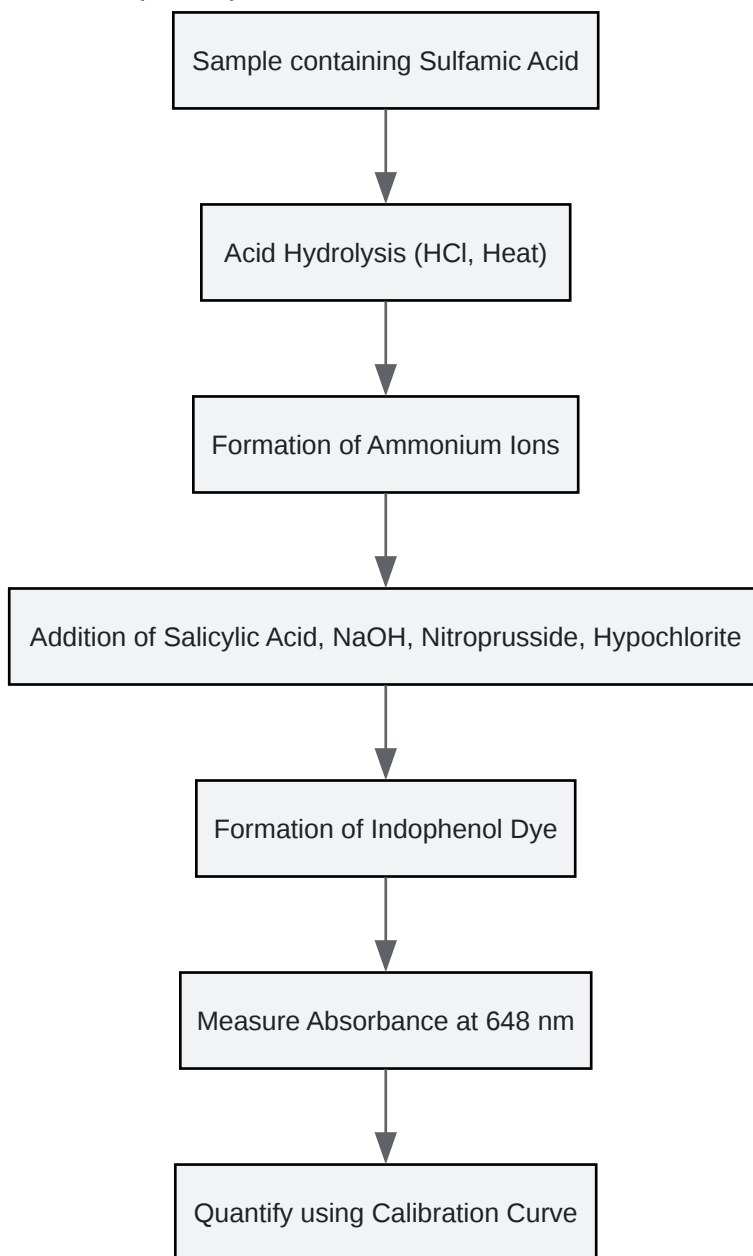 Sample containing Sulfamic Acid
Acid Hydrolysis (HCl, Heat)
Formation of Ammonium Ions
Addition of Salicylic Acid, NaOH, Nitroprusside, Hypochlorite
Formation of Indophenol Dye
Measure Absorbance at 648 nm
Quantify using Calibration Curve